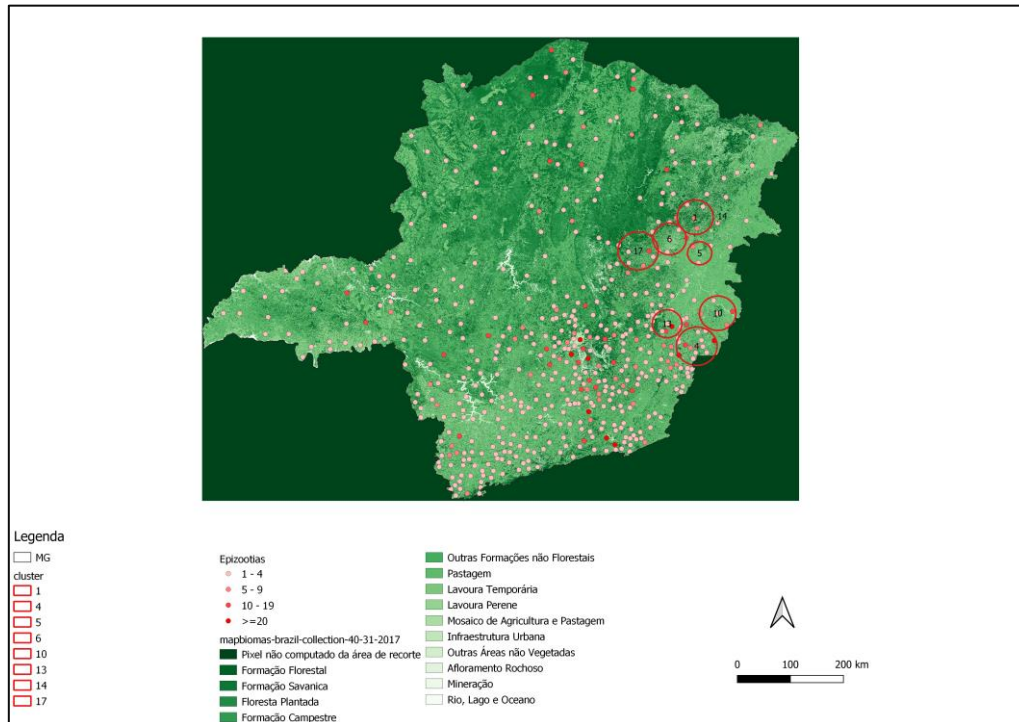 1
14
6
17
5
10
13
4
Legenda
MG
cluster
1
4
5
6
10
13
14
17
Epizootias
1 - 4
5 - 9
10 - 19
>=20
mapbiomas-brazil-collection-40-31-2017
Pixel não computado da área de recorte
Formação Florestal
Formação Savanica
Floresta Plantada
Formação Campestre
Outras Formações não Florestais
Pastagem
Lavoura Temporária
Lavoura Perene
Mosaico de Agricultura e Pastagem
Infraestrutura Urbana
Outras Áreas não Vegetadas
Afloramento Rochoso
Mineração
Rio, Lago e Oceano
0 100 200 km